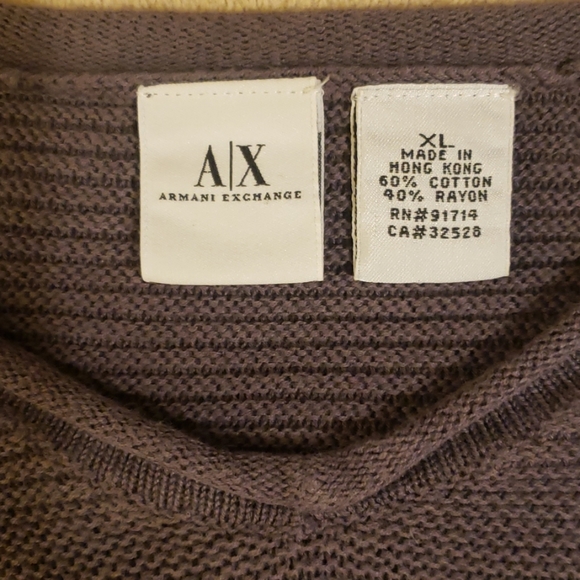 A|X
ARMANI EXCHANGE
XL
MADE IN
HONG KONG
60% COTTON
40% RAYON
RN#91714
CA#32528